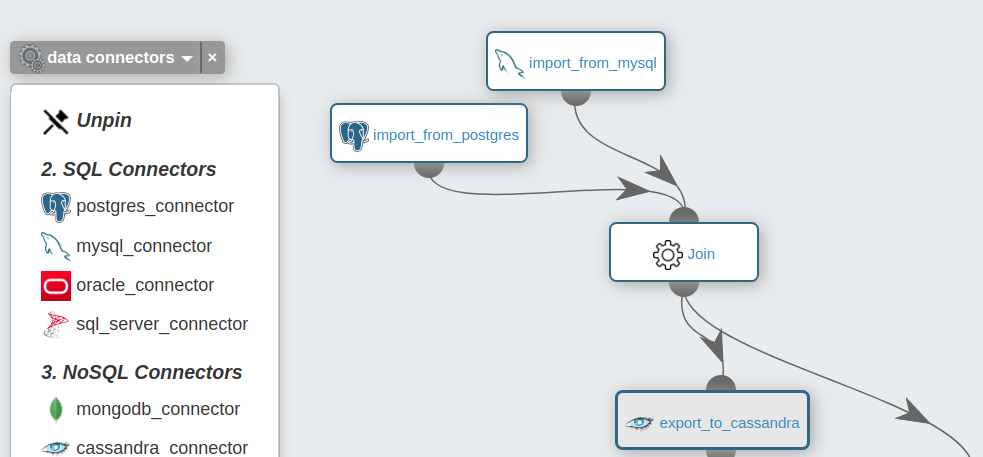 data connectors ×
Unpin
2. SQL Connectors
postgres_connector
mysql_connector
oracle_connector
sql_server_connector
3. NoSQL Connectors
mongodb_connector
cassandra_connector
import_from_mysql
import_from_postgres
Join
export_to_cassandra